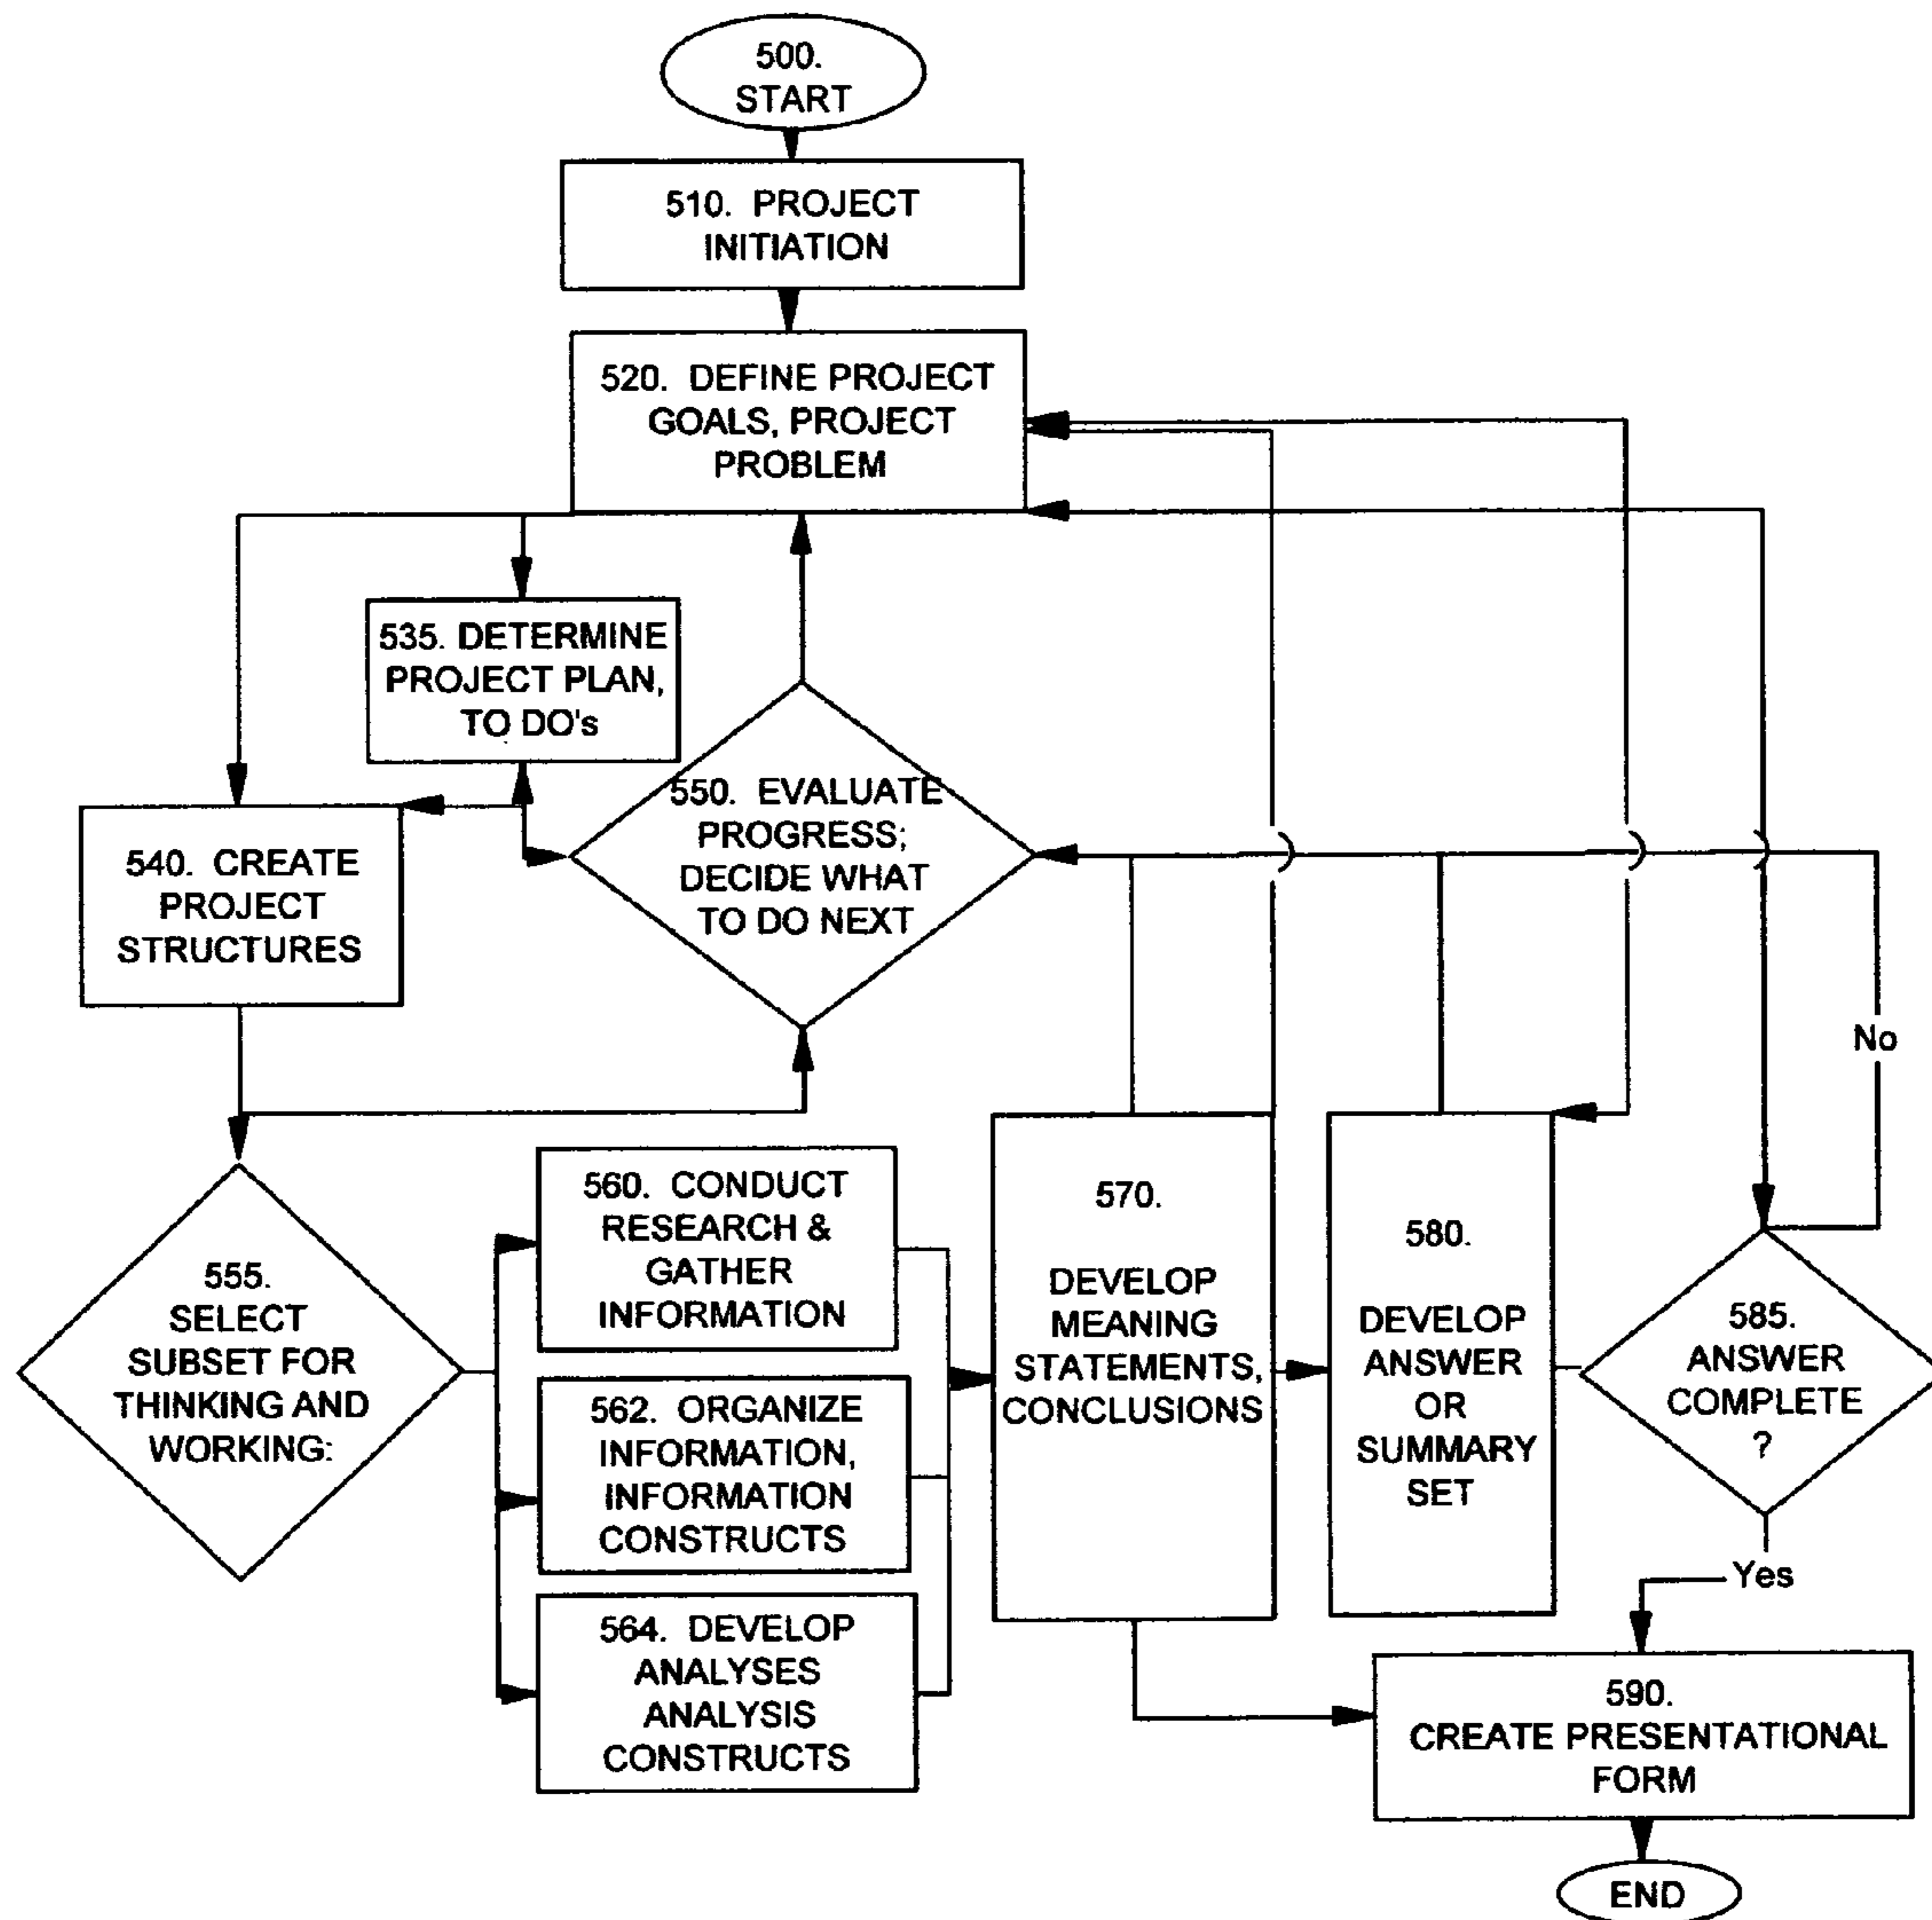 500.
START
510. PROJECT
INITIATION
520. DEFINE PROJECT
GOALS, PROJECT
PROBLEM
535. DETERMINE
PROJECT PLAN,
TO DO's
550. EVALUATE
PROGRESS;
DECIDE WHAT
TO DO NEXT
540. CREATE
PROJECT
STRUCTURES
No
555.
SELECT
SUBSET FOR
THINKING AND
WORKING:
560. CONDUCT
RESEARCH &
GATHER
INFORMATION
562. ORGANIZE
INFORMATION,
INFORMATION
CONSTRUCTS
564. DEVELOP
ANALYSES
ANALYSIS
CONSTRUCTS
570.
DEVELOP
MEANING
STATEMENTS,
CONCLUSIONS
580.
DEVELOP
ANSWER
OR
SUMMARY
SET
585.
ANSWER
COMPLETE
?
Yes
590.
CREATE PRESENTATIONAL
FORM
END